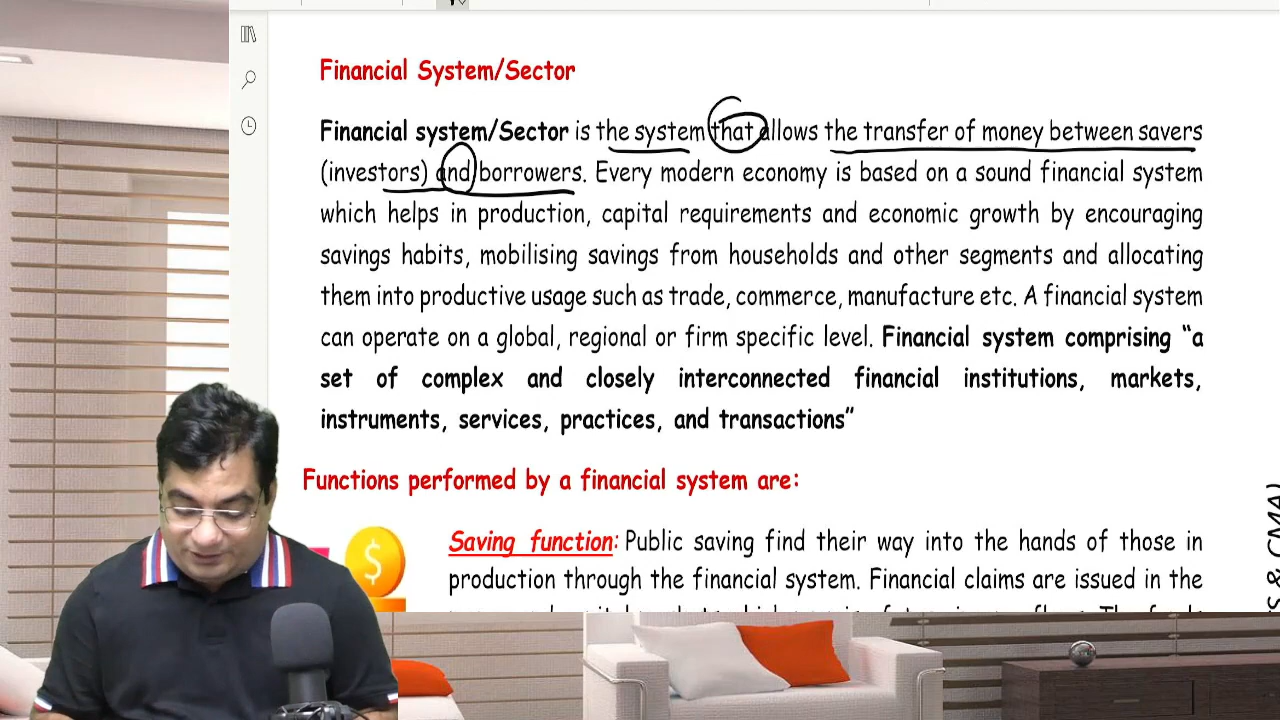 Financial System/Sector
Financial system/Sector is the system that allows the transfer of money between savers
(investors) and borrowers. Every modern economy is based on a sound financial system
which helps in production, capital requirements and economic growth by encouraging
savings habits, mobilising savings from households and other segments and allocating
them into productive usage such as trade, commerce, manufacture etc. A financial system
can operate on a global, regional or firm specific level. Financial system comprising “a
set of complex and closely interconnected financial institutions, markets,
instruments, services, practices, and transactions”
Functions performed by a financial system are:
Saving function: Public saving find their way into the hands of those in
production through the financial system. Financial claims are issued in the
& CMA)